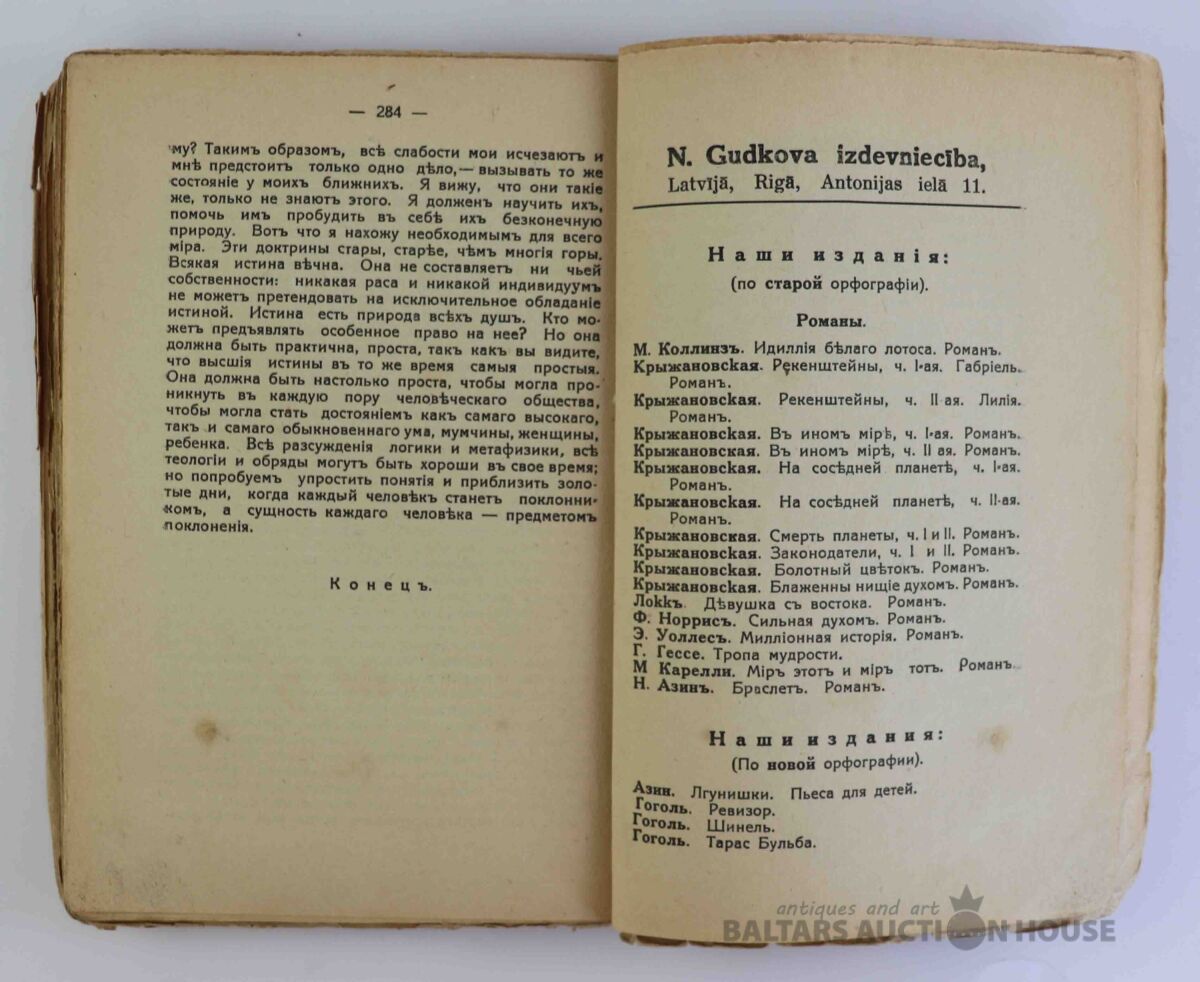 — 284 —
му? Такимъ образомъ, всѣ слабости мои исчезаютъ и
мнѣ предстоитъ только одно дѣло,— вызывать то же
состояніе у моихъ ближнихъ. Я вижу, что они такіе
же, только не знаютъ этого. Я долженъ научить ихъ,
помочь имъ пробудить въ себѣ ихъ безконечную
природу. Вотъ что я нахожу необходимымъ для всего
міра. Эти доктрины стары, старѣе, чѣмъ многія горы.
Всякая истина вѣчна. Она не составляетъ ни чьей
собственности: никакая раса и никакой индивидуумъ
не можетъ претендовать на исключительное обладаніе
истиной. Истина есть природа всѣхъ душъ. Кто мо-
жетъ предъявлять особенное право на нее? Но она
должна быть практична, проста, такъ какъ вы видите,
что высшія истины въ то же время самыя простыя.
Она должна быть настолько проста, чтобы могла про-
никнуть въ каждую пору человѣческаго общества,
чтобы могла стать достояніемъ какъ самаго высокаго,
такъ и самаго обыкновеннаго ума, мумчины, женщины,
ребенка. Всѣ разсужденія логики и метафизики, всѣ
теологіи и обряды могутъ быть хороши въ свое время;
но попробуемъ упростить понятія и приблизить золо-
тые дни, когда каждый человѣкъ станетъ поклонни-
комъ, а сущность каждаго человѣка — предметомъ
поклоненія.
Конецъ.
N. Gudkova izdevniecība,
Latvījā, Rigā, Antonijas ielā 11.
Наши изданія:
(по старой орфографіи).
Романы.
М. Коллинзъ. Идиллія бѣлаго лотоса. Романъ.
Крыжановская. Рекенштейны, ч. I-ая. Габріель.
Романъ.
Крыжановская. Рекенштейны, ч. II ая. Лилія.
Романъ.
Крыжановская. Въ иномъ мірѣ, ч. I-ая. Романъ.
Крыжановская. Въ иномъ мірѣ, ч. II ая. Романъ.
Крыжановская. На сосѣдней планетѣ, ч. I-ая.
Романъ.
Крыжановская. На сосѣдней планетѣ, ч. II-ая.
Романъ.
Крыжановская. Смерть планеты, ч. I и II. Романъ.
Крыжановская. Законодатели, ч. I и II. Романъ.
Крыжановская. Болотный цвѣтокъ. Романъ.
Крыжановская. Блаженны нищіе духомъ. Романъ.
Локкъ. Дѣвушка съ востока. Романъ.
Ф. Норрисъ. Сильная духомъ. Романъ.
Э. Уоллесъ. Милліонная исторія. Романъ.
Г. Гессе. Тропа мудрости.
М Карелли. Міръ этотъ и міръ тотъ. Романъ.
Н. Азинъ. Браслетъ. Романъ.
Наши издания:
(По новой орфографии).
Азин. Лгунишки. Пьеса для детей.
Гоголь. Ревизор.
Гоголь. Шинель.
Гоголь. Тарас Бульба.
antiques and art
BALTARS AUCTION HOUSE